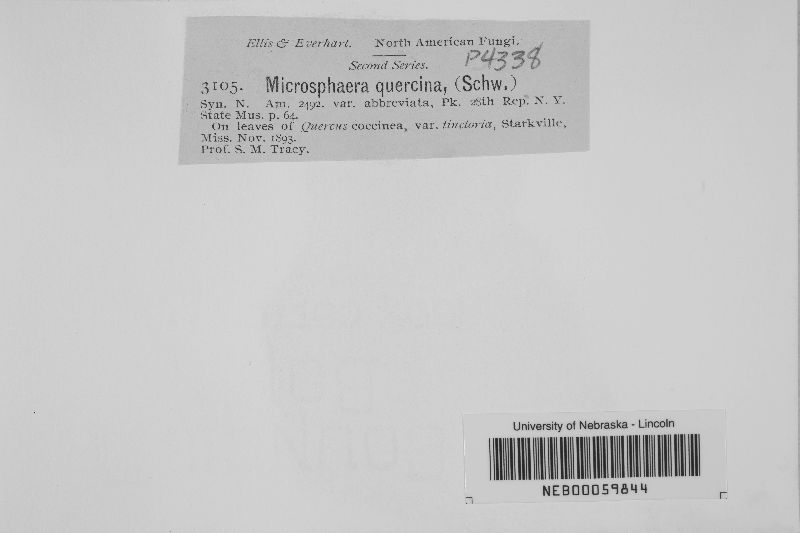 Ellis & Everhart. North American Fungi.
P4338
Second Series.
3105. Microsphaera quercina, (Schw.)
Syn. N. Am. 2492. var. abbreviata, Pk. 28th Rep. N. Y.
State Mus. p. 64.
On leaves of Quercus coccinea, var. tinctoria, Starkville,
Miss. Nov. 1893.
Prof. S. M. Tracy.
University of Nebraska - Lincoln
NEB00059844